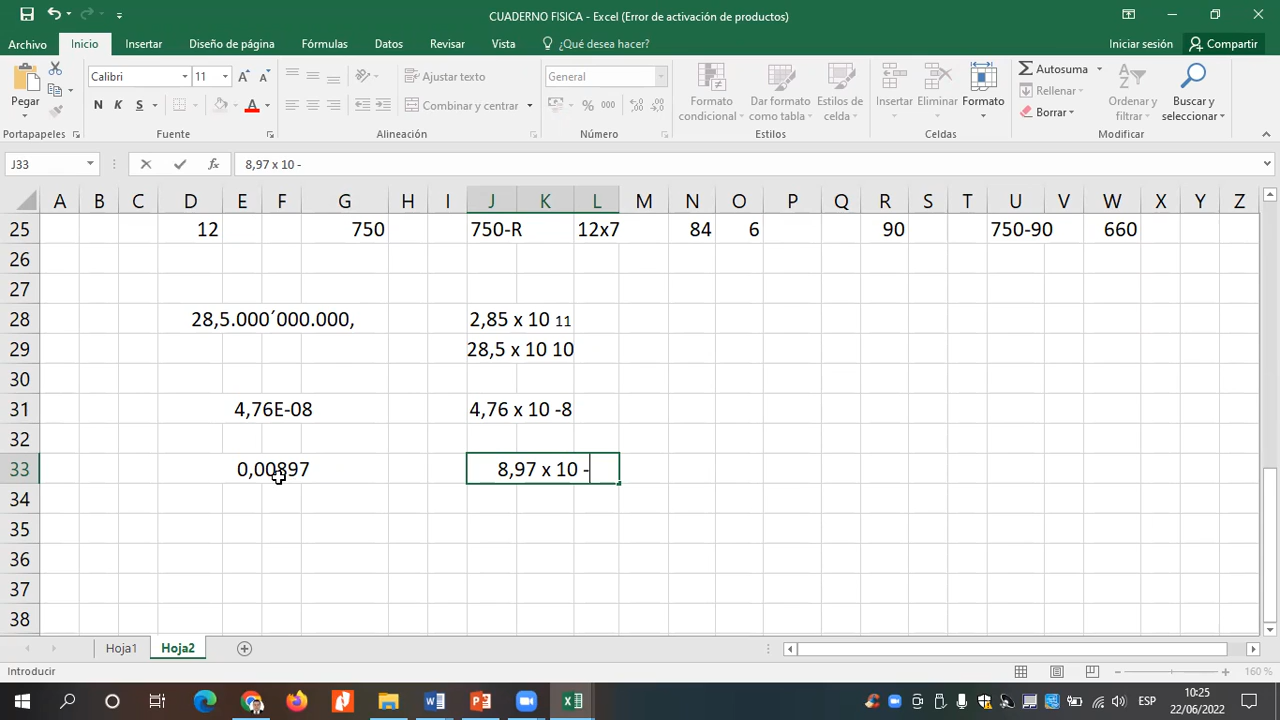 CUADERNO FISICA - Excel (Error de activación de productos)
Archivo Inicio Insertar Diseño de página Fórmulas Datos Revisar Vista ¿Qué desea hacer? Iniciar sesión Compartir
Pegar
Calibri 11
N K S
Ajustar texto
Combinar y centrar
General
% 000
Formato condicional
Dar formato como tabla
Estilos de celda
Insertar Eliminar Formato
Autosuma
Rellenar
Borrar
Ordenar y filtrar
Buscar y seleccionar
Portapapeles Fuente Alineación Número Estilos Celdas Modificar
J33 fx 8,97 x 10 -
A B C D E F G H I J K L M N O P Q R S T U V W X Y Z
25 12 750 750-R 12x7 84 6 90 750-90 660
26
27
28 28,5.000´000.000, 2,85 x 10 11
29 28,5 x 10 10
30
31 4,76E-08 4,76 x 10 -8
32
33 0,00897 8,97 x 10 -
34
35
36
37
38
Hoja1 Hoja2
Introducir 160 %
ESP 10:25
22/06/2022